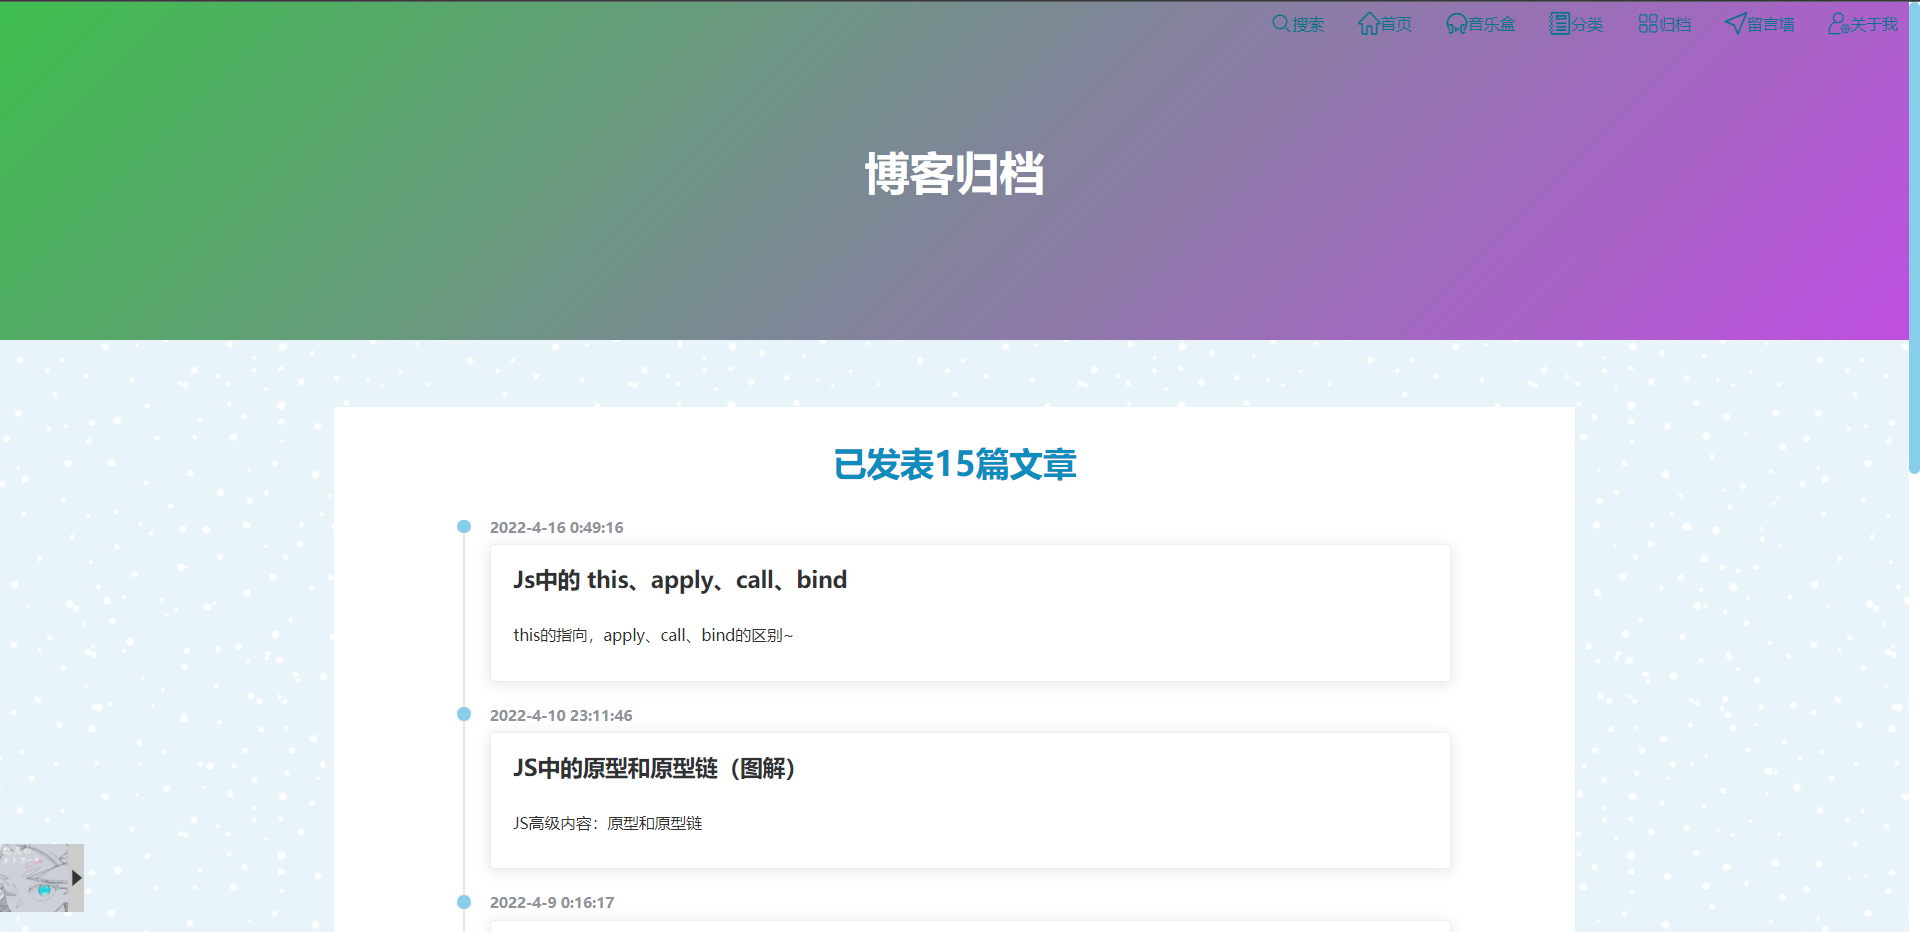 搜索 首页 音乐盒 分类 归档 留言墙 关于我
博客归档
已发表15篇文章
2022-4-16 0:49:16
Js中的 this、apply、call、bind
this的指向，apply、call、bind的区别~
2022-4-10 23:11:46
JS中的原型和原型链（图解）
JS高级内容：原型和原型链
2022-4-9 0:16:17